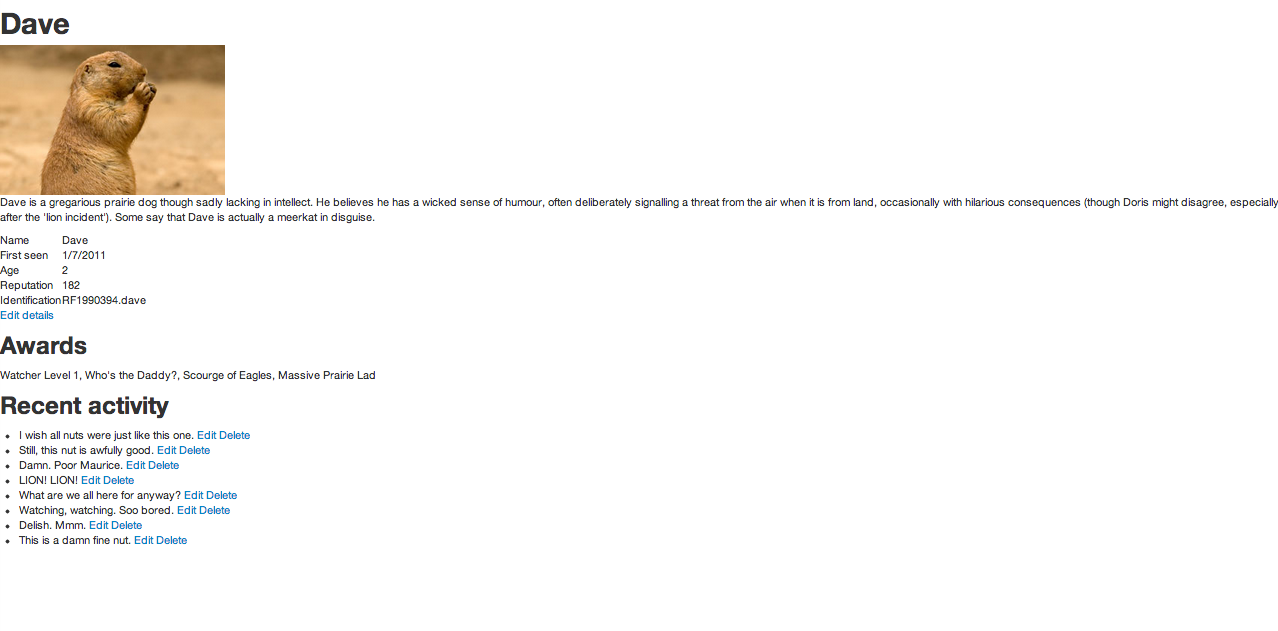 Dave
Dave is a gregarious prairie dog though sadly lacking in intellect. He believes he has a wicked sense of humour, often deliberately signalling a threat from the air when it is from land, occasionally with hilarious consequences (though Doris might disagree, especially
after the 'lion incident'). Some say that Dave is actually a meerkat in disguise.
Name Dave
First seen 1/7/2011
Age 2
Reputation 182
Identification RF1990394.dave
Edit details
Awards
Watcher Level 1, Who's the Daddy?, Scourge of Eagles, Massive Prairie Lad
Recent activity
• I wish all nuts were just like this one. Edit Delete
• Still, this nut is awfully good. Edit Delete
• Damn. Poor Maurice. Edit Delete
• LION! LION! Edit Delete
• What are we all here for anyway? Edit Delete
• Watching, watching. Soo bored. Edit Delete
• Delish. Mmm. Edit Delete
• This is a damn fine nut. Edit Delete